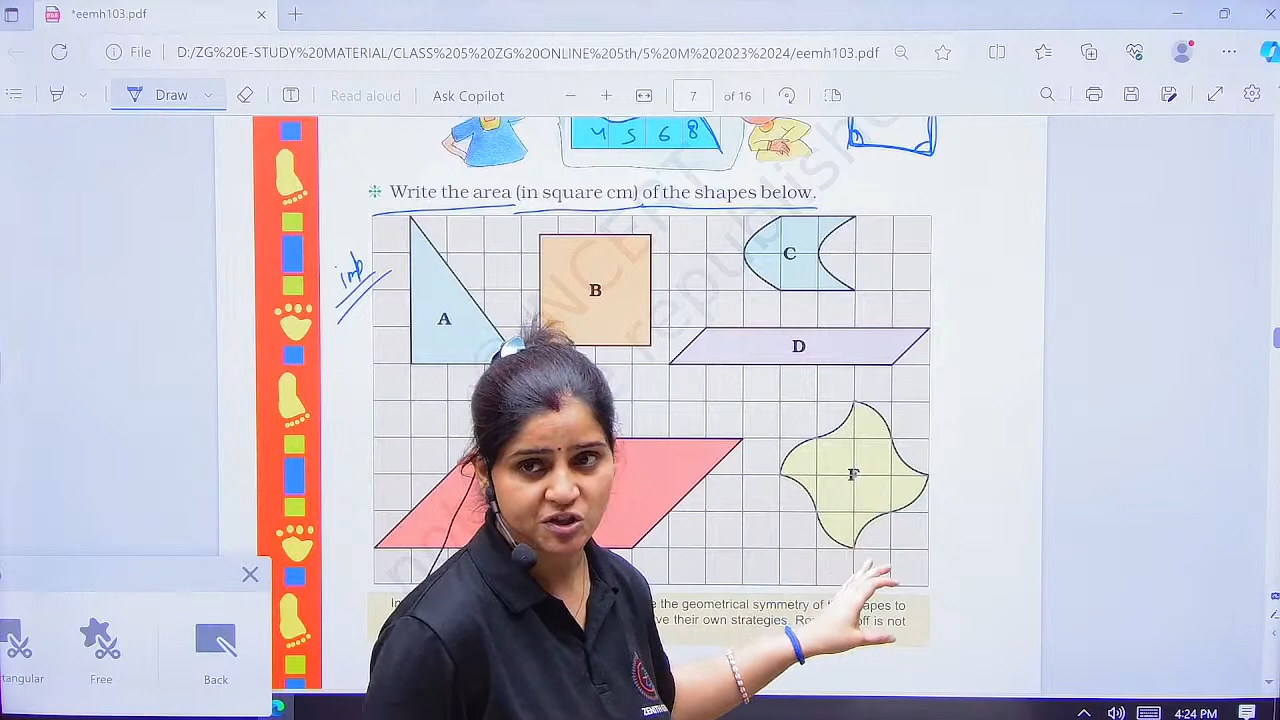 *eemh103.pdf
File
D:/ZG%20E-STUDY%20MATERIAL/CLASS%205%20ZG%20ONLINE%205th/5%20M%202023%2024/eemh103.pdf
Draw
Read aloud
Ask Copilot
7 of 16
4 5 6 8
Write the area (in square cm) of the shapes below.
imp
A
B
C
D
F
the geometrical symmetry of
apes to
ve their own strategies.
off is not
Free
Back
4:24 PM